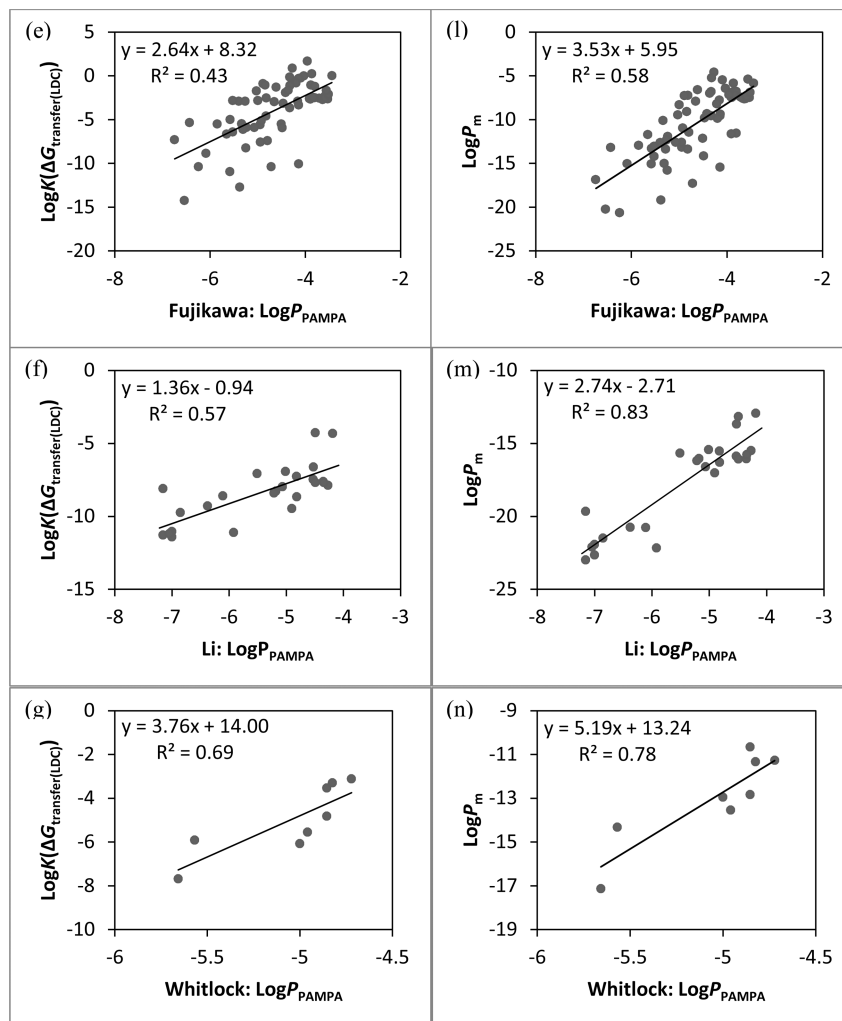 (e)
y = 2.64x + 8.32
R² = 0.43
5
0
-5
-10
-15
-20
-8
-6
-4
-2
LogK(ΔGtransfer(LDC))
Fujikawa: LogPPAMPA
(l)
y = 3.53x + 5.95
R² = 0.58
0
-5
-10
-15
-20
-25
-8
-6
-4
-2
LogPm
Fujikawa: LogPPAMPA
(f)
y = 1.36x - 0.94
R² = 0.57
0
-5
-10
-15
-8
-7
-6
-5
-4
-3
LogK(ΔGtransfer(LDC))
Li: LogPPAMPA
(m)
y = 2.74x - 2.71
R² = 0.83
-10
-15
-20
-25
-8
-7
-6
-5
-4
-3
LogPm
Li: LogPPAMPA
(g)
y = 3.76x + 14.00
R² = 0.69
0
-2
-4
-6
-8
-10
-6
-5.5
-5
-4.5
LogK(ΔGtransfer(LDC))
Whitlock: LogPPAMPA
(n)
y = 5.19x + 13.24
R² = 0.78
-9
-11
-13
-15
-17
-19
-6
-5.5
-5
-4.5
LogPm
Whitlock: LogPPAMPA